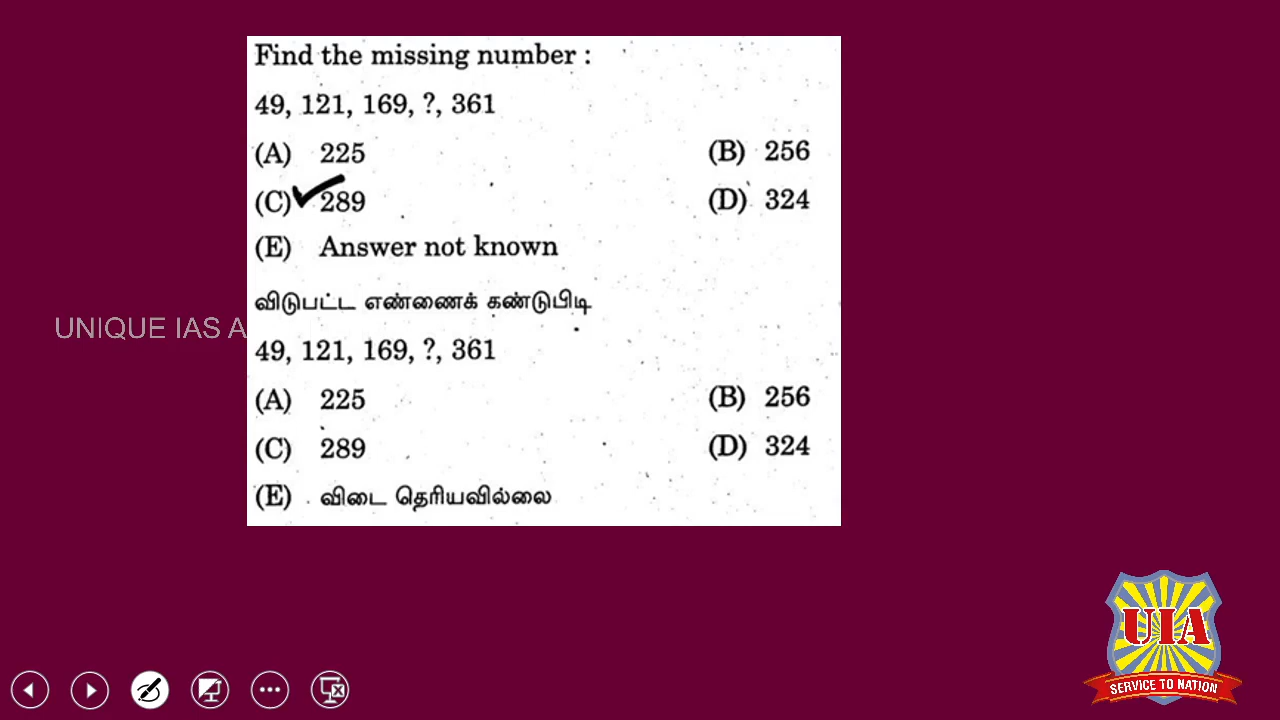 Find the missing number :
49, 121, 169, ?, 361
(A) 225 (B) 256
(C) 289 (D) 324
(E) Answer not known
விடுபட்ட எண்ணைக் கண்டுபிடி
UNIQUE IAS A
49, 121, 169, ?, 361
(A) 225 (B) 256
(C) 289 (D) 324
(E) விடை தெரியவில்லை
UIA
SERVICE TO NATION